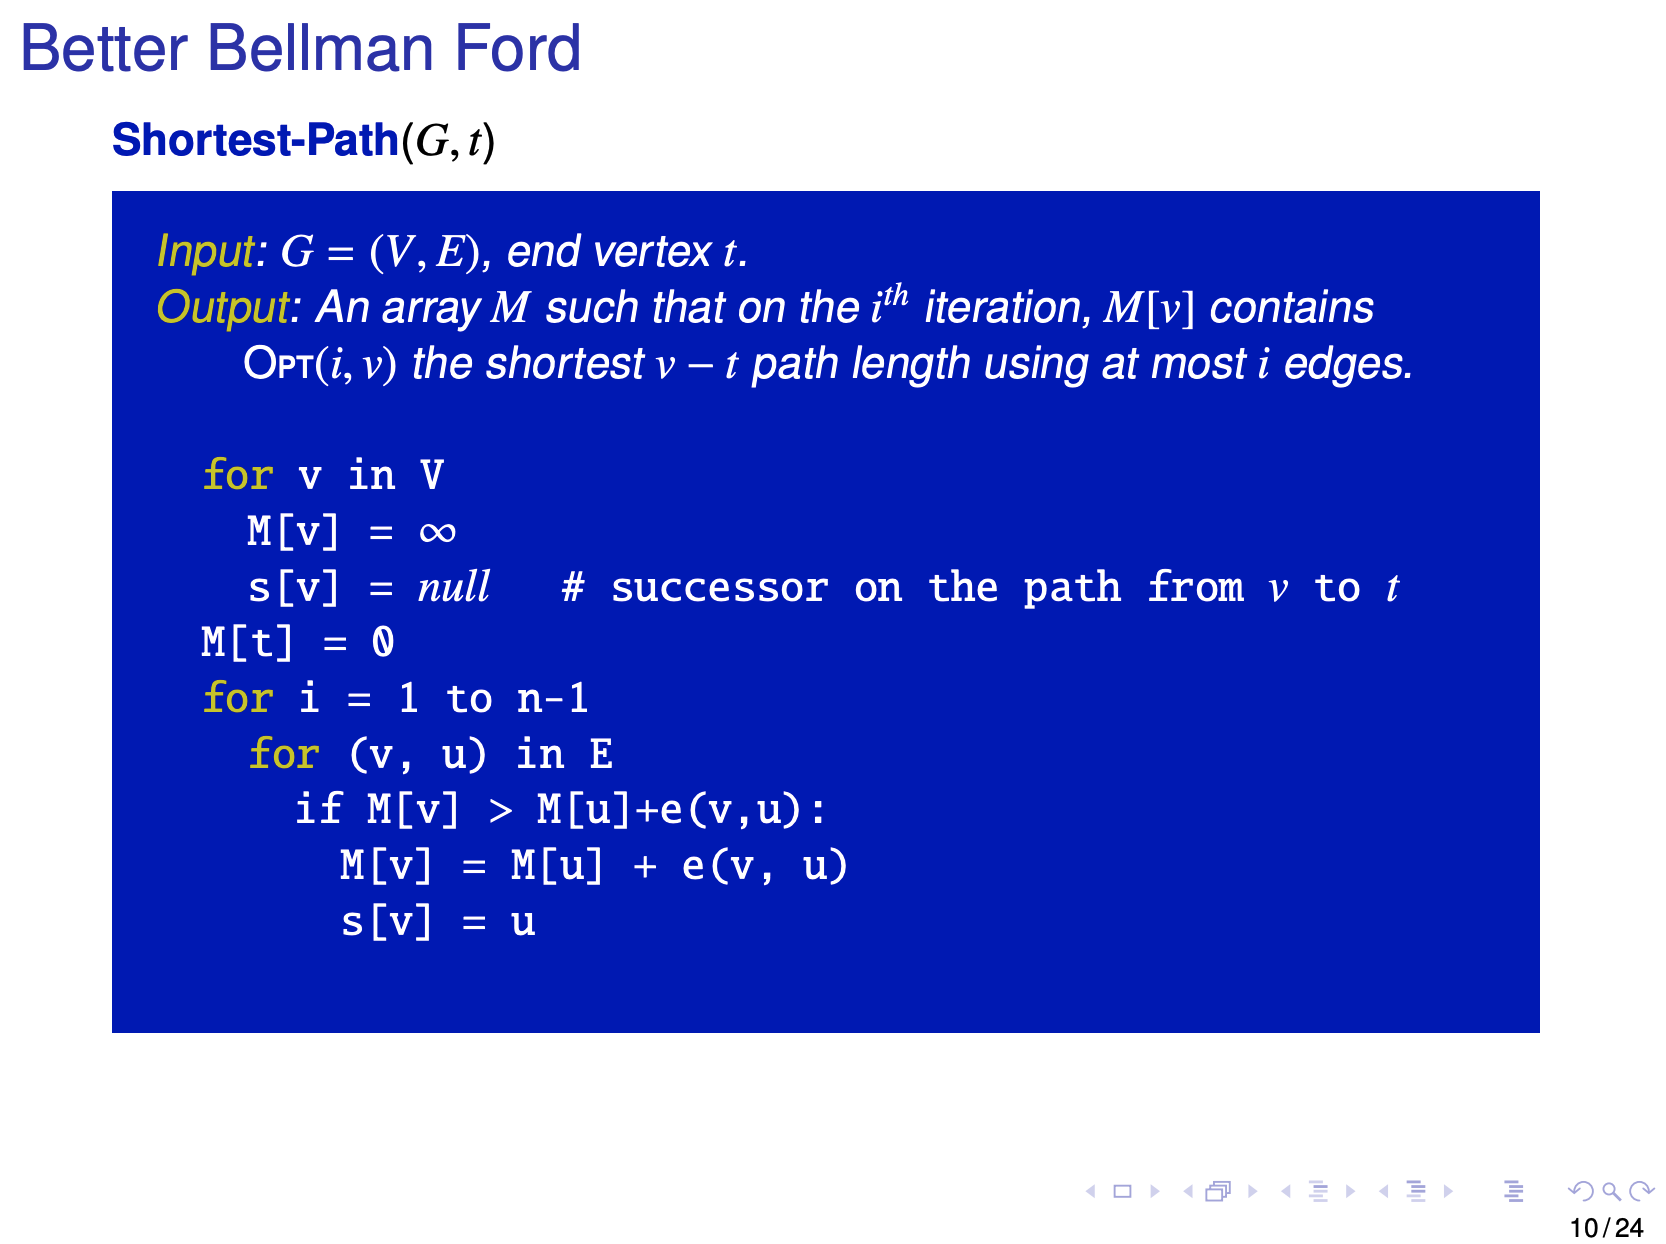 Better Bellman Ford
Shortest-Path(G, t)
Input: G = (V, E), end vertex t.
Output: An array M such that on the iᵗʰ iteration, M[v] contains
Opt(i, v) the shortest v − t path length using at most i edges.
for v in V
M[v] = ∞
s[v] = null # successor on the path from v to t
M[t] = 0
for i = 1 to n-1
for (v, u) in E
if M[v] > M[u]+e(v,u):
M[v] = M[u] + e(v, u)
s[v] = u
10 / 24